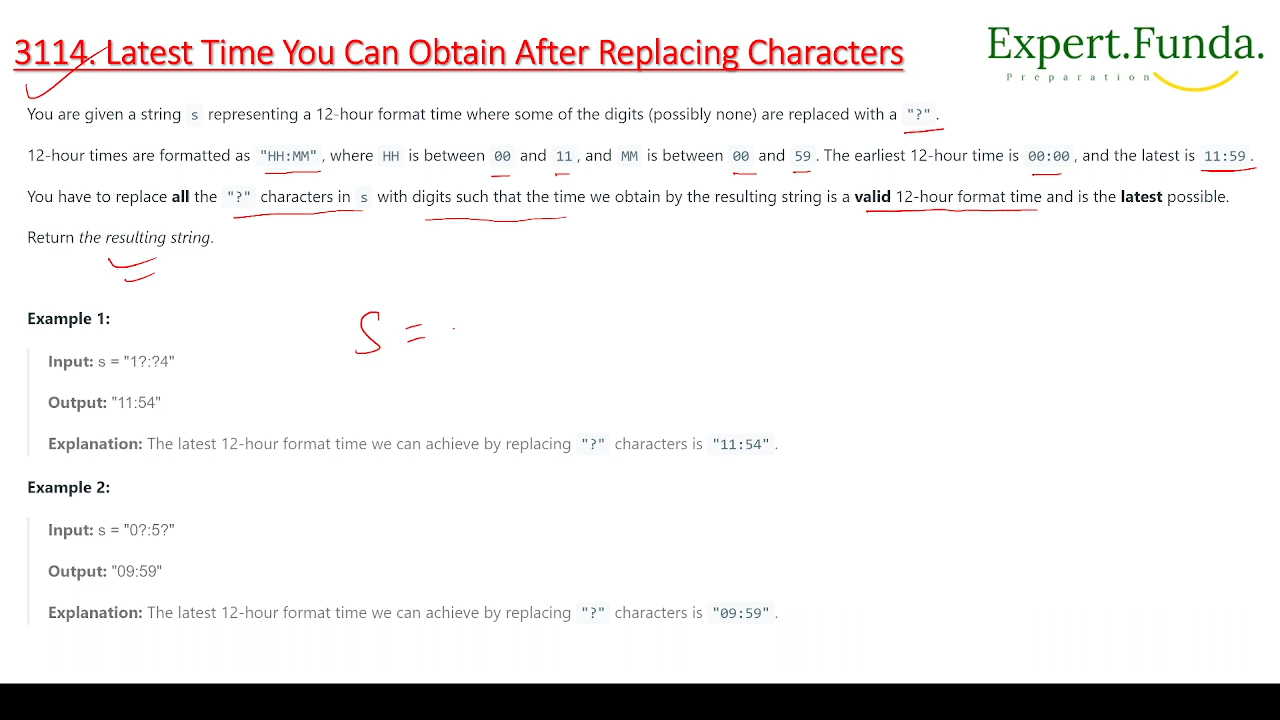 3114. Latest Time You Can Obtain After Replacing Characters
Expert.Funda.
Preparation
You are given a string s representing a 12-hour format time where some of the digits (possibly none) are replaced with a "?".
12-hour times are formatted as "HH:MM", where HH is between 00 and 11, and MM is between 00 and 59. The earliest 12-hour time is 00:00, and the latest is 11:59.
You have to replace all the "?" characters in s with digits such that the time we obtain by the resulting string is a valid 12-hour format time and is the latest possible.
Return the resulting string.
Example 1:
S =
Input: s = "1?:?4"
Output: "11:54"
Explanation: The latest 12-hour format time we can achieve by replacing "?" characters is "11:54".
Example 2:
Input: s = "0?:5?"
Output: "09:59"
Explanation: The latest 12-hour format time we can achieve by replacing "?" characters is "09:59".